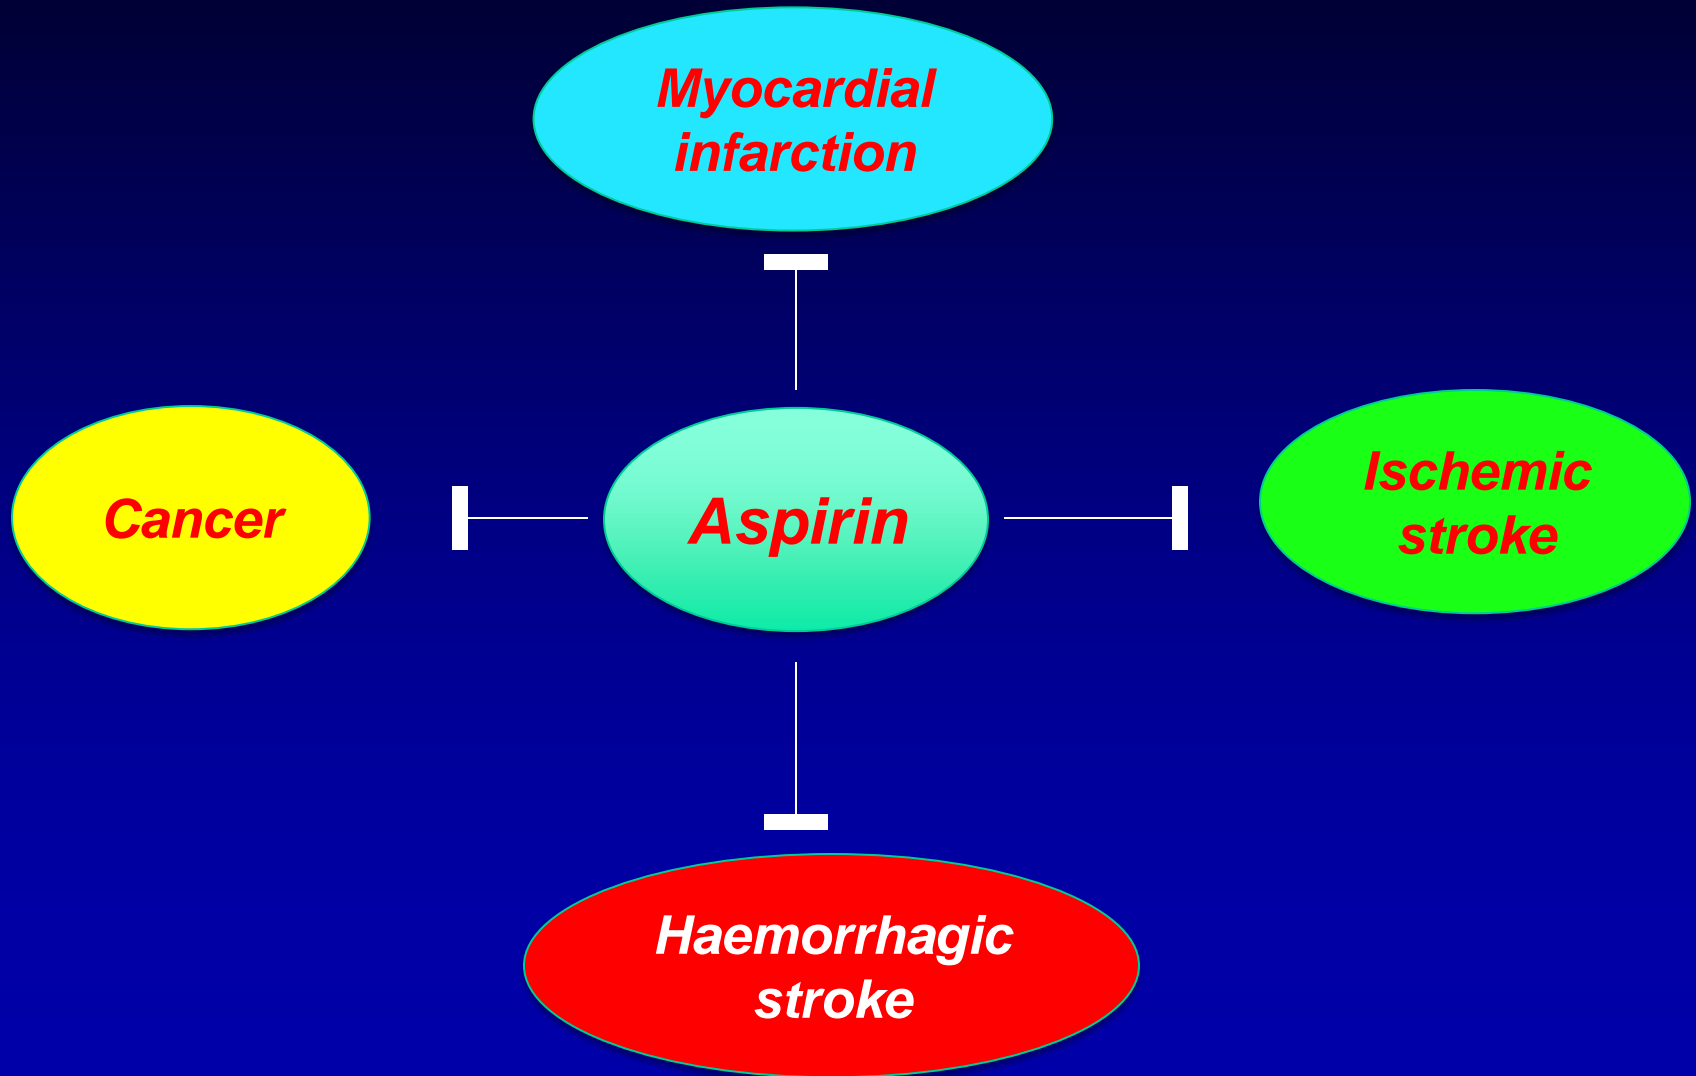 Myocardial
infarction
Cancer
Aspirin
Ischemic
stroke
Haemorrhagic
stroke